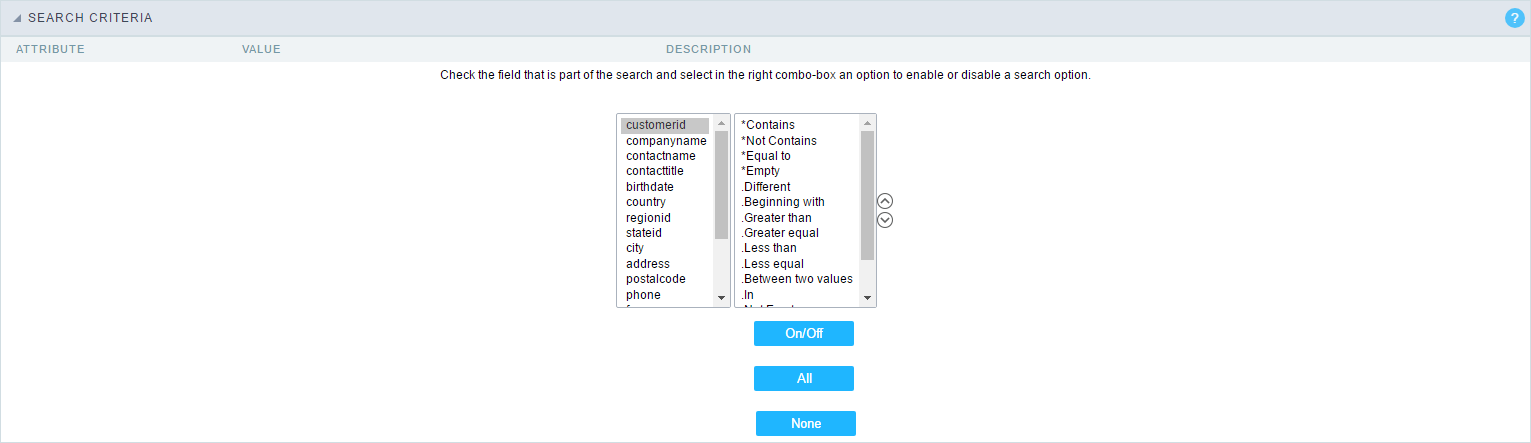 SEARCH CRITERIA
?
ATTRIBUTE VALUE DESCRIPTION
Check the field that is part of the search and select in the right combo-box an option to enable or disable a search option.
customerid
companyname
contactname
contacttitle
birthdate
country
regionid
stateid
city
address
postalcode
phone
*Contains
*Not Contains
*Equal to
*Empty
.Different
.Beginning with
.Greater than
.Greater equal
.Less than
.Less equal
.Between two values
.In
On/Off
All
None